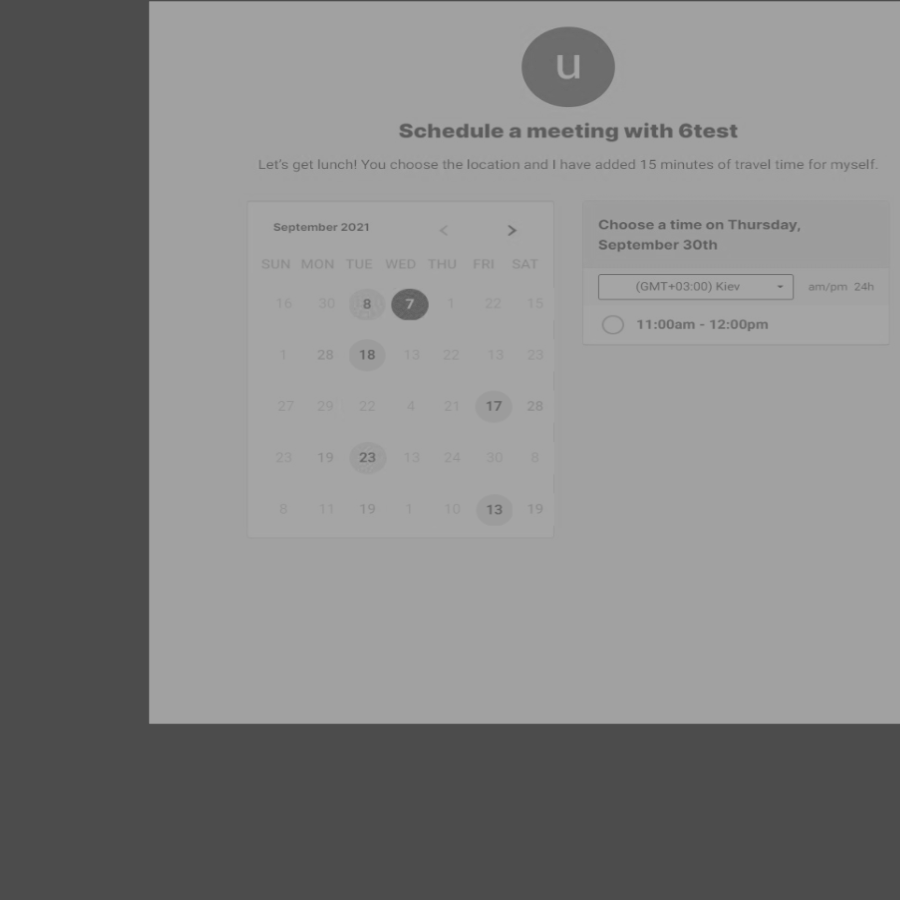 u
Schedule a meeting with 6test
Let's get lunch! You choose the location and I have added 15 minutes of travel time for myself.
September 2021 < >
SUN MON TUE WED THU FRI SAT
16 30 8 7 1 22 15
1 28 18 13 22 13 23
27 29 22 4 21 17 28
23 19 23 13 24 30 8
8 11 19 1 10 13 19
Choose a time on Thursday,
September 30th
(GMT+03:00) Kiev am/pm 24h
11:00am - 12:00pm